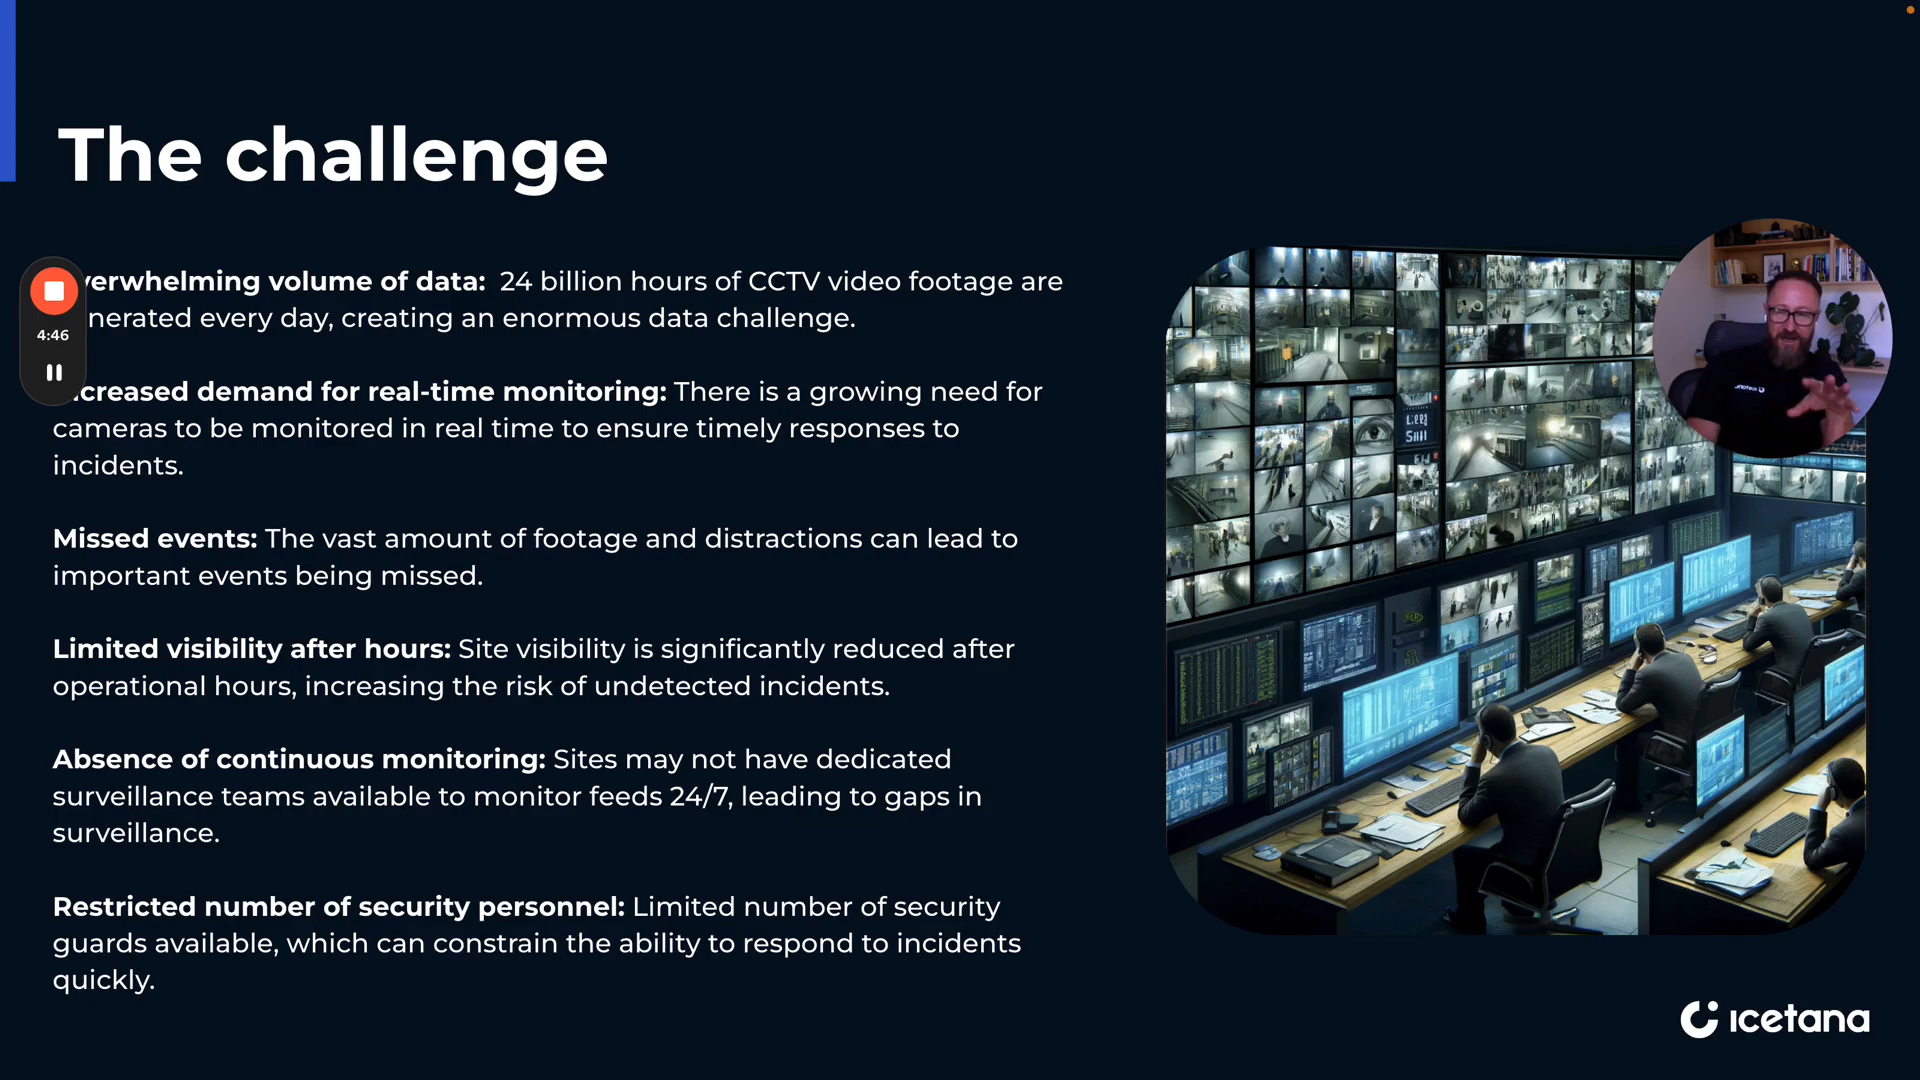 The challenge
verwhelming volume of data: 24 billion hours of CCTV video footage are
nerated every day, creating an enormous data challenge.
4:46
creased demand for real-time monitoring: There is a growing need for
cameras to be monitored in real time to ensure timely responses to
incidents.
Missed events: The vast amount of footage and distractions can lead to
important events being missed.
Limited visibility after hours: Site visibility is significantly reduced after
operational hours, increasing the risk of undetected incidents.
Absence of continuous monitoring: Sites may not have dedicated
surveillance teams available to monitor feeds 24/7, leading to gaps in
surveillance.
Restricted number of security personnel: Limited number of security
guards available, which can constrain the ability to respond to incidents
quickly.
icetana